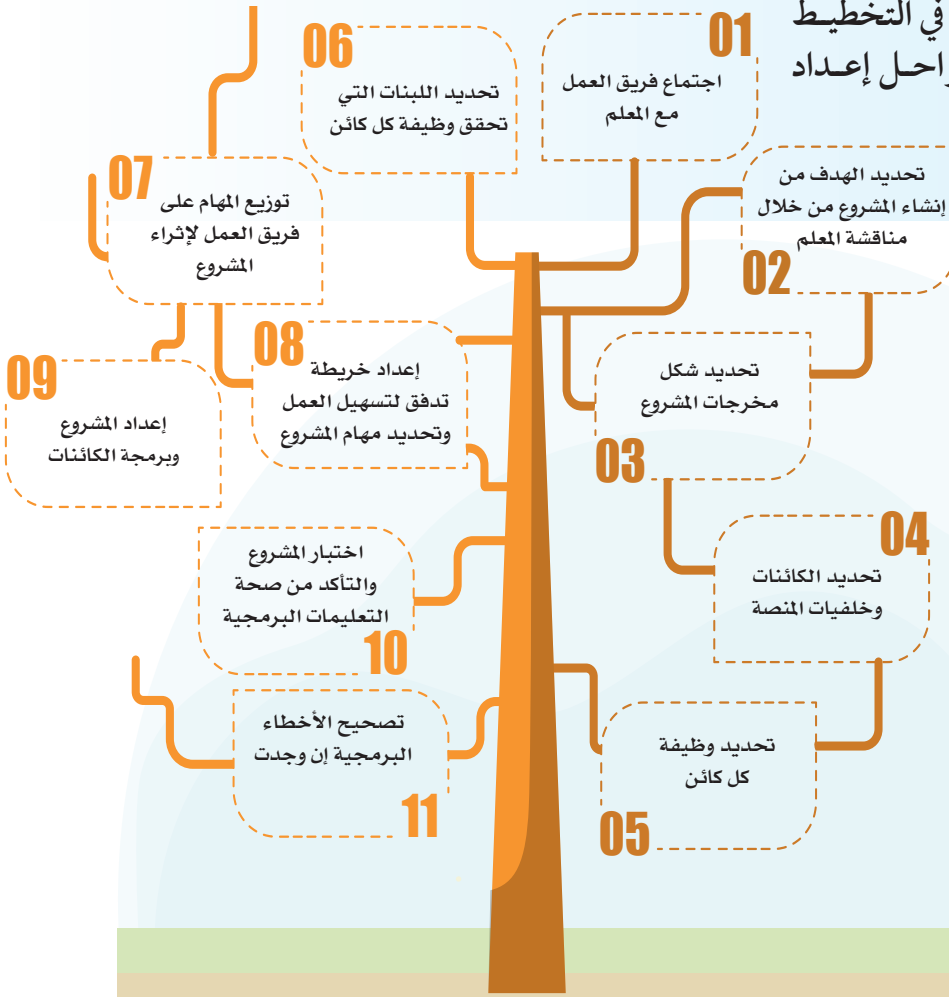 في التخطيـط
إعـداد
01
اجتماع فريق العمل
مع المعلم
02
تحديد الهدف من
إنشاء المشروع من خلال
مناقشة المعلم
03
تحديد شكل
مخرجات المشروع
04
تحديد الكائنات
وخلفيات المنصة
05
تحديد وظيفة
كل كائن
06
تحديد اللبنات التي
تحقق وظيفة كل كائن
07
توزيع المهام على
فريق العمل لإثراء
المشروع
08
إعداد خريطة
تدفق لتسهيل العمل
وتحديد مهام المشروع
09
إعداد المشروع
وبرمجة الكائنات
10
اختبار المشروع
والتأكد من صحة
التعليمات البرمجية
11
تصحيح الأخطاء
البرمجية إن وجدت